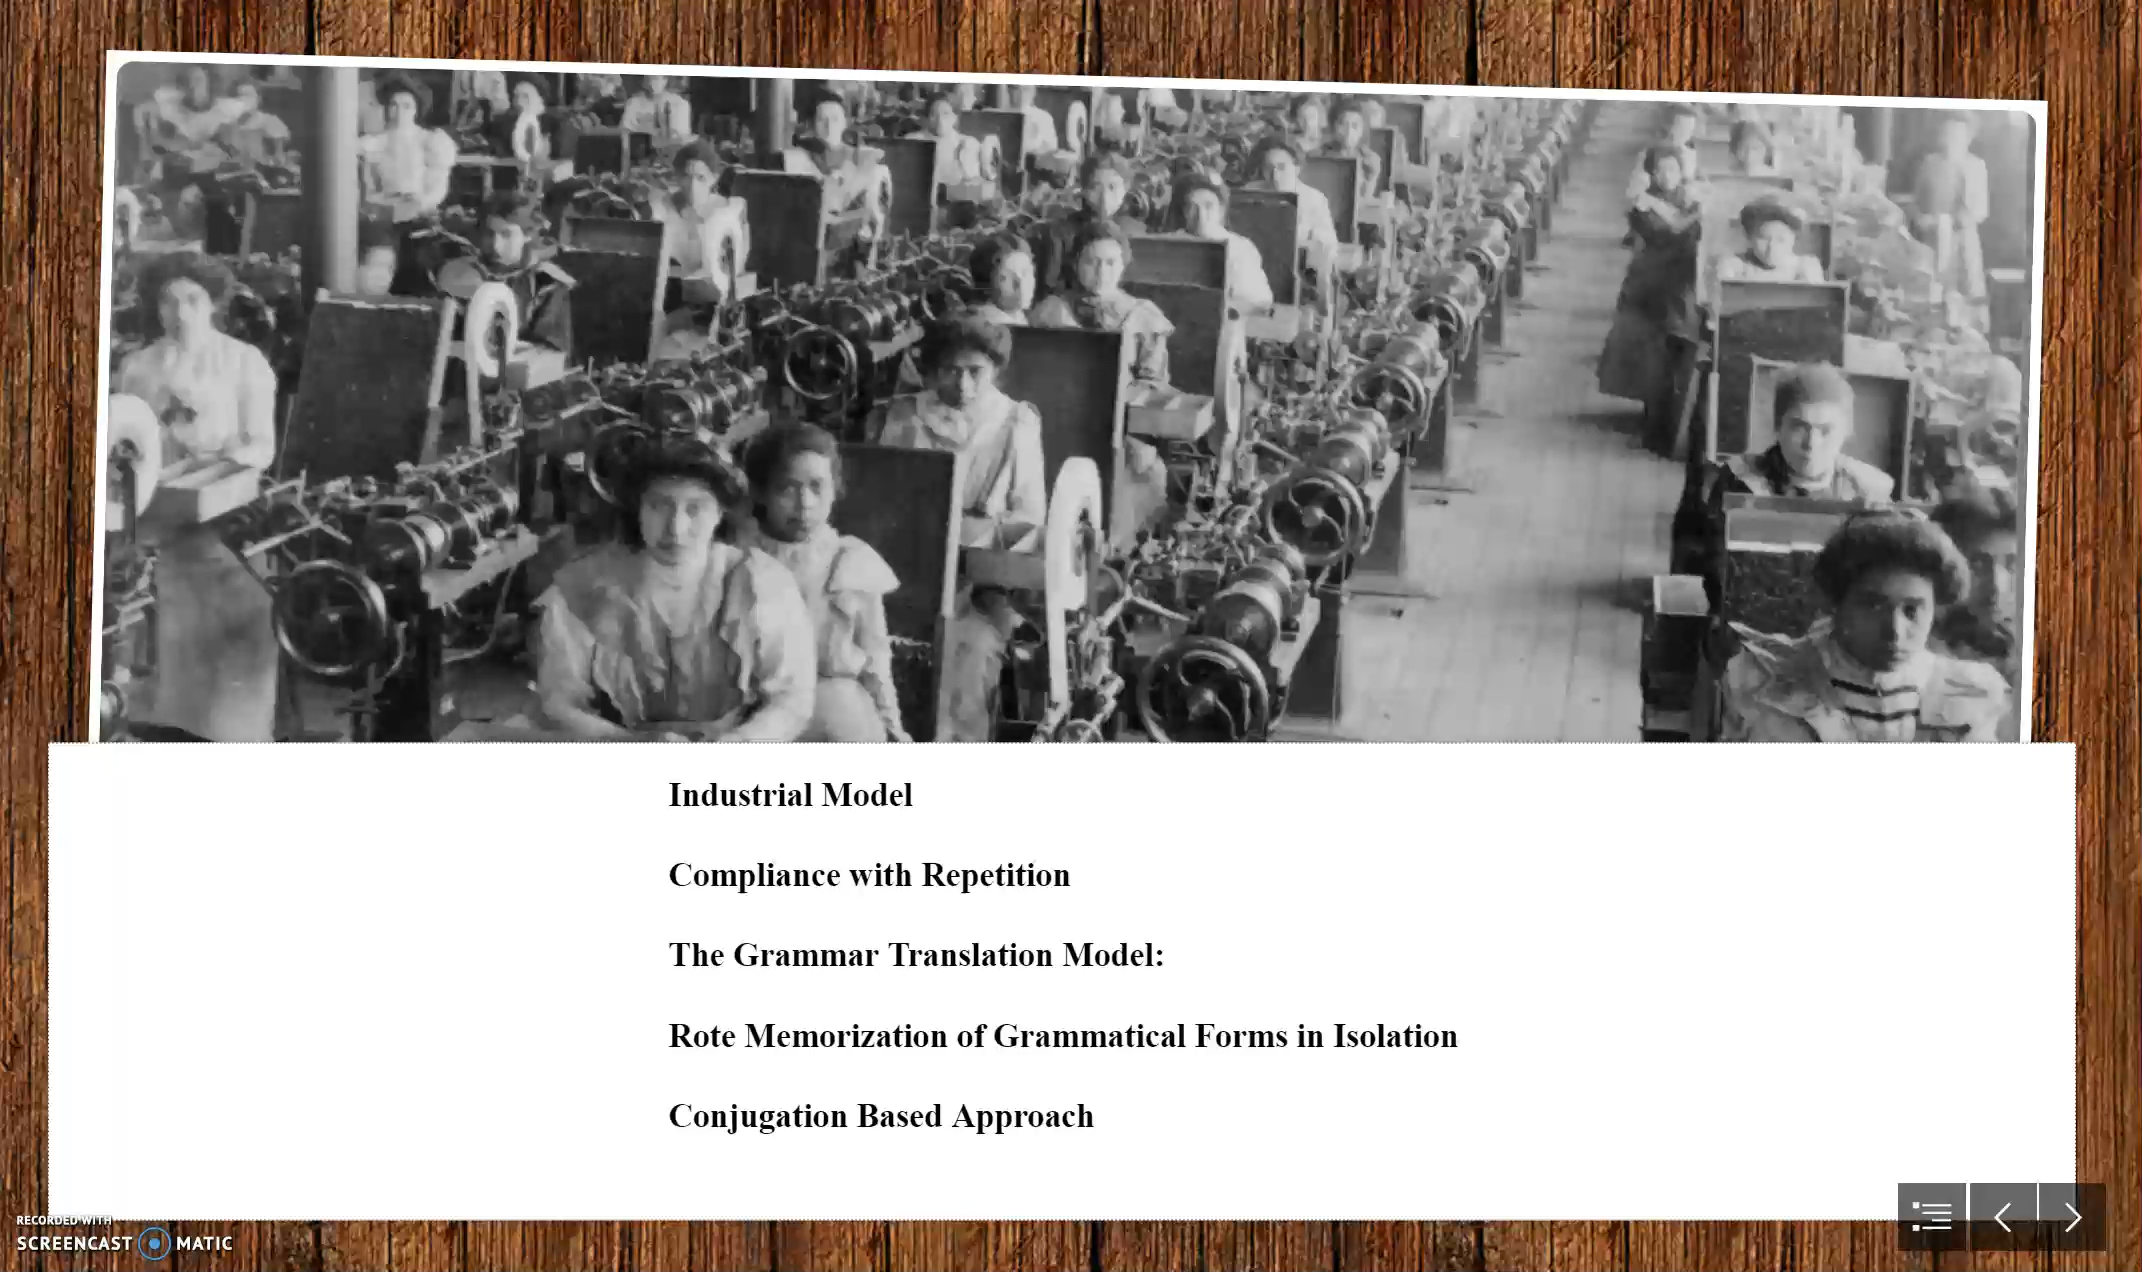 Industrial Model
Compliance with Repetition
The Grammar Translation Model:
Rote Memorization of Grammatical Forms in Isolation
Conjugation Based Approach
RECORDED WITH
SCREENCAST MATIC